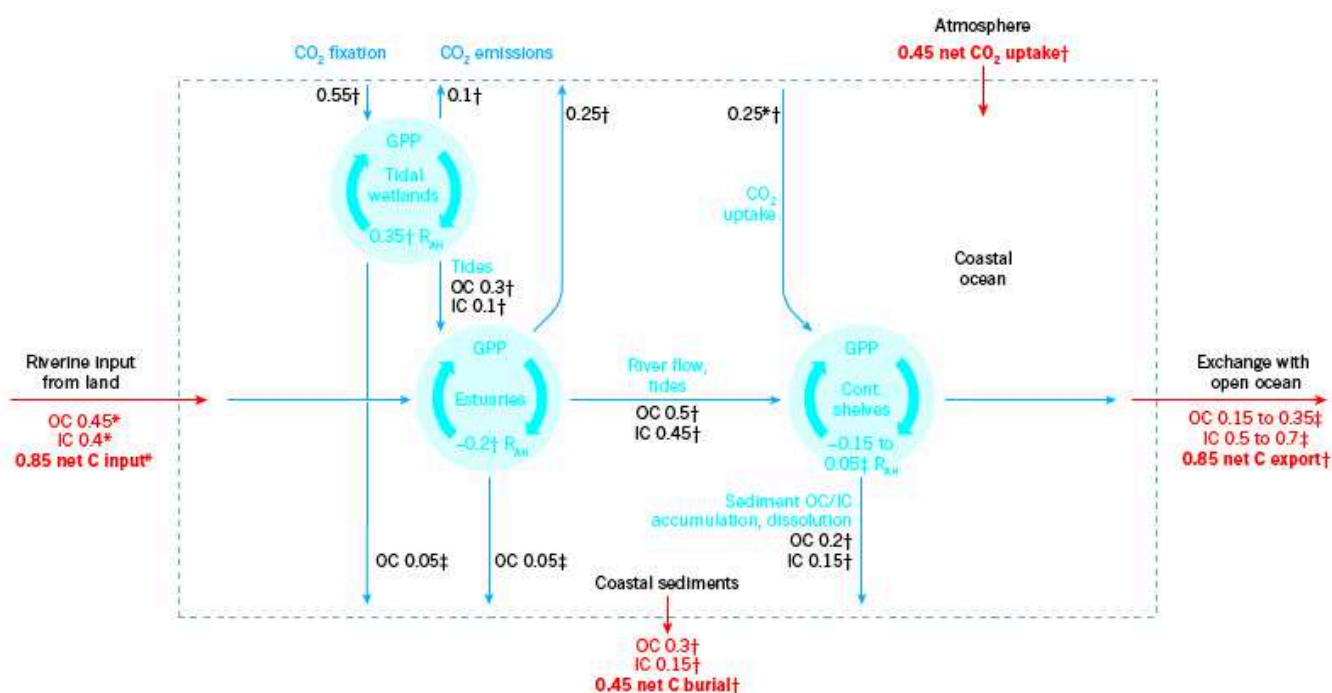 Atmosphere
0.45 net CO₂ uptake†
CO₂ fixation
CO₂ emissions
0.55†
0.1†
0.25†
0.25*†
GPP
Tidal
wetlands
0.35† R_AH
CO₂
uptake
Coastal
ocean
Tides
OC 0.3†
IC 0.1†
Riverine input
from land
OC 0.45*
IC 0.4*
0.85 net C input*
GPP
Estuaries
–0.2† R_AH
River flow,
tides
OC 0.5†
IC 0.45†
GPP
Cont.
shelves
–0.15 to
0.05‡ R_AH
Exchange with
open ocean
OC 0.15 to 0.35‡
IC 0.5 to 0.7‡
0.85 net C export†
Sediment OC/IC
accumulation, dissolution
OC 0.2†
IC 0.15†
OC 0.05‡
OC 0.05‡
Coastal sediments
OC 0.3†
IC 0.15†
0.45 net C burial†